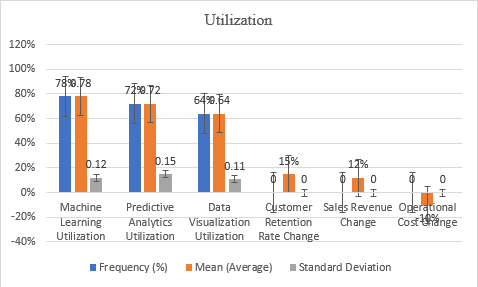 Utilization
120%
100%
80%
60%
40%
20%
0%
-20%
-40%
78% 0.78
0.12
72% 0.72
0.15
64% 0.64
0.11
0 15% 0
0 12% 0
0 -10% 0
Machine
Learning
Utilization
Predictive
Analytics
Utilization
Data
Visualization
Utilization
Customer
Retention
Rate Change
Sales Revenue
Change
Operational
Cost Change
Frequency (%) Mean (Average) Standard Deviation